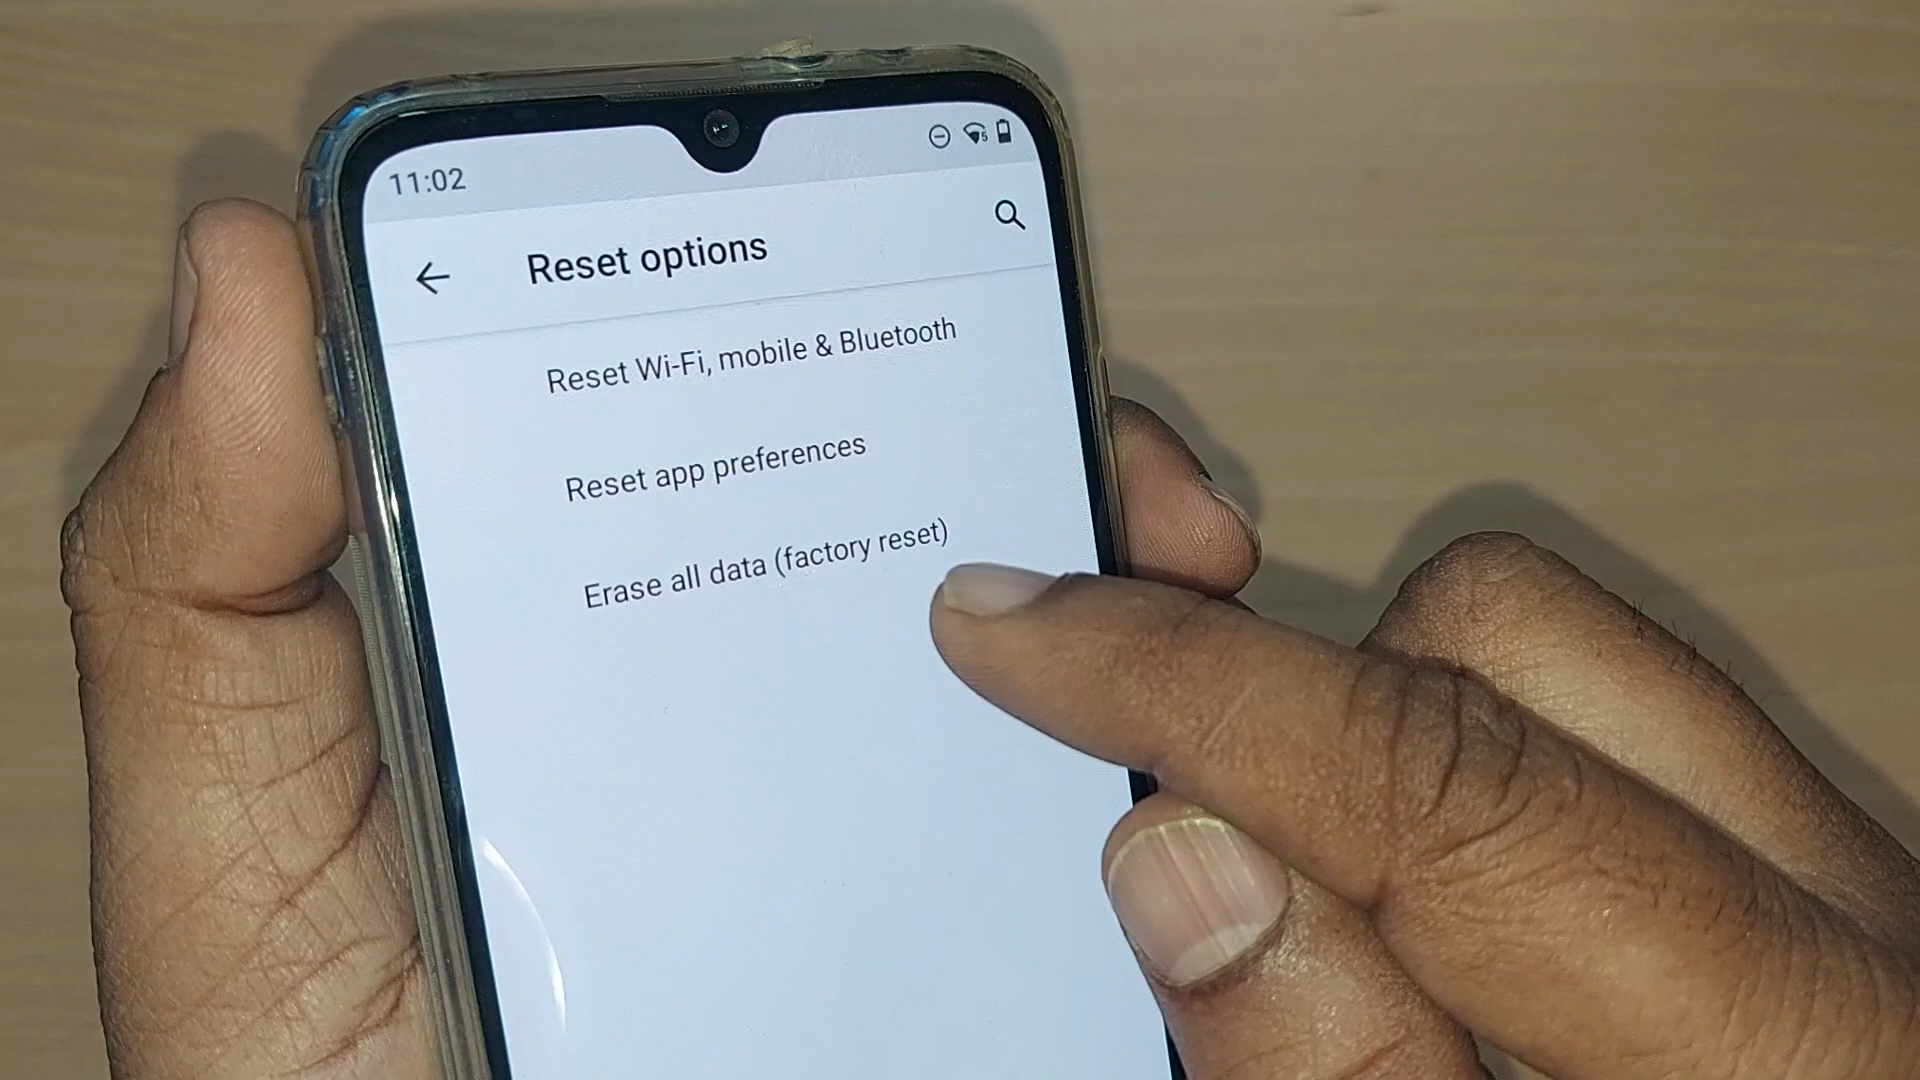 11:02
Reset options
Reset Wi-Fi, mobile & Bluetooth
Reset app preferences
Erase all data (factory reset)